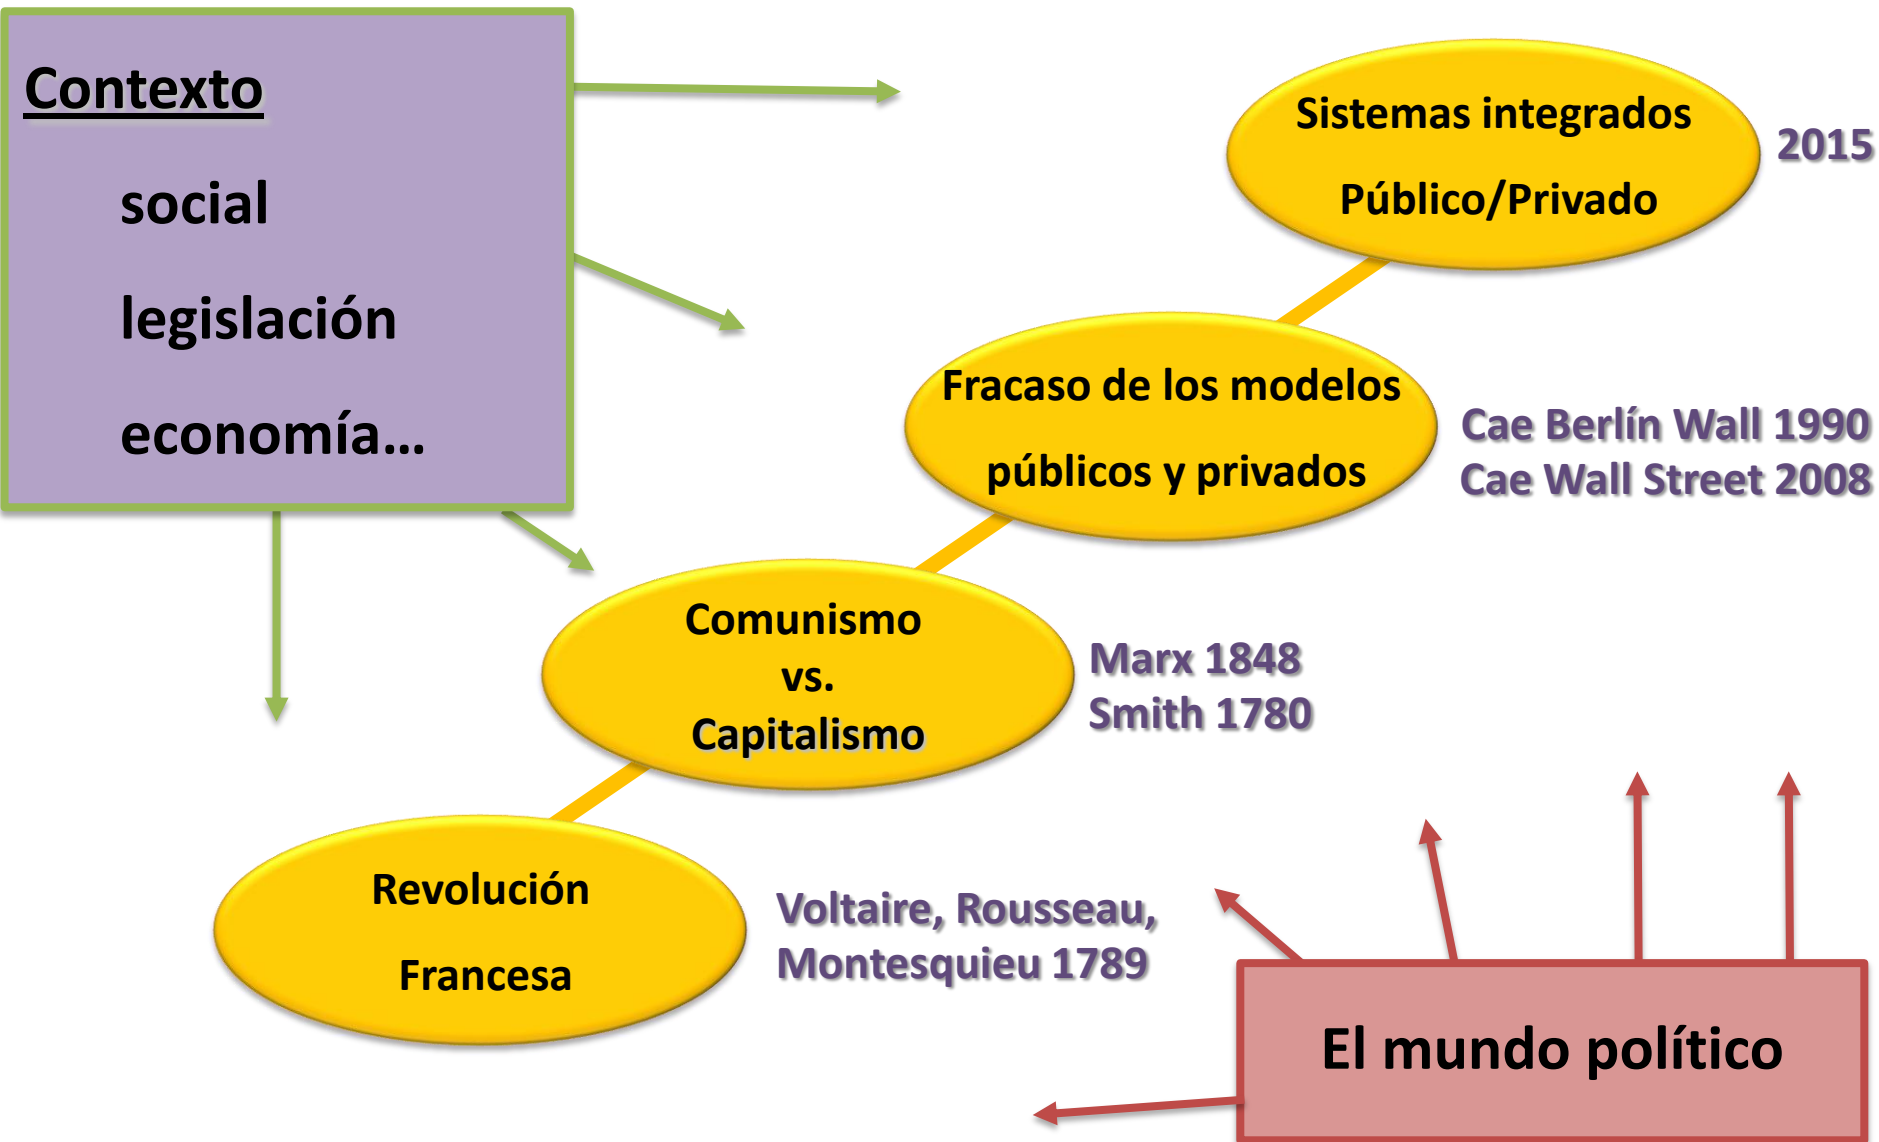 Contexto
social
legislación
economía...
Sistemas integrados
Público/Privado
2015
Fracaso de los modelos
públicos y privados
Cae Berlín Wall 1990
Cae Wall Street 2008
Comunismo
vs.
Capitalismo
Marx 1848
Smith 1780
Revolución
Francesa
Voltaire, Rousseau,
Montesquieu 1789
El mundo político